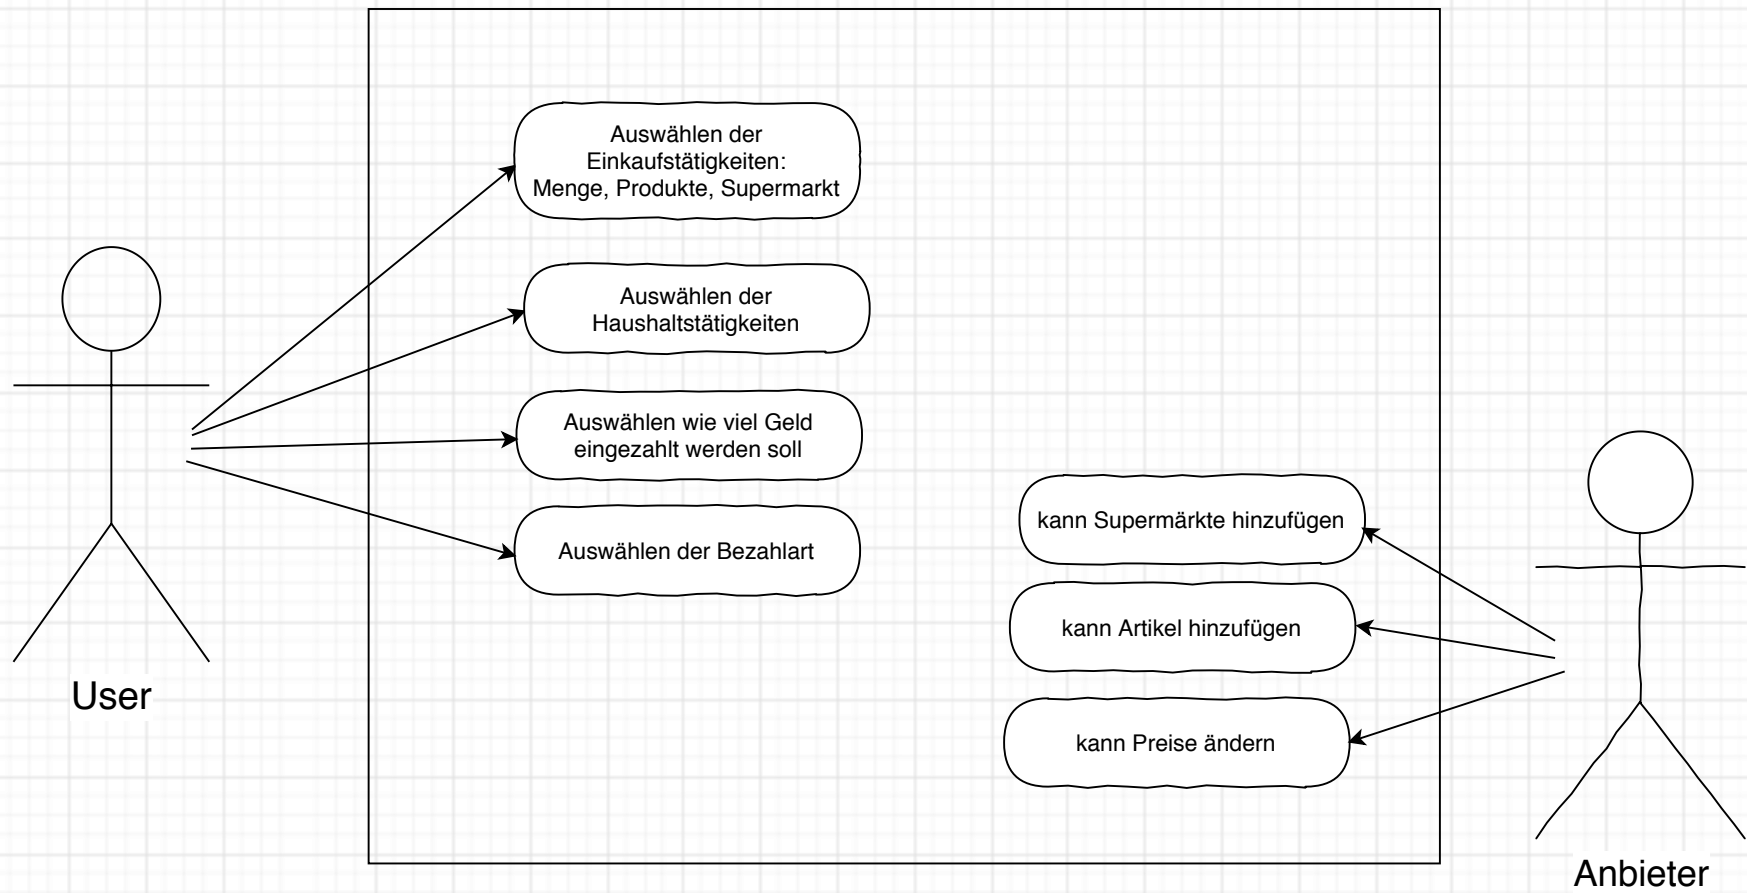 Auswählen der
Einkaufstätigkeiten:
Menge, Produkte, Supermarkt
Auswählen der
Haushaltstätigkeiten
Auswählen wie viel Geld
eingezahlt werden soll
Auswählen der Bezahlart
User
kann Supermärkte hinzufügen
kann Artikel hinzufügen
kann Preise ändern
Anbieter